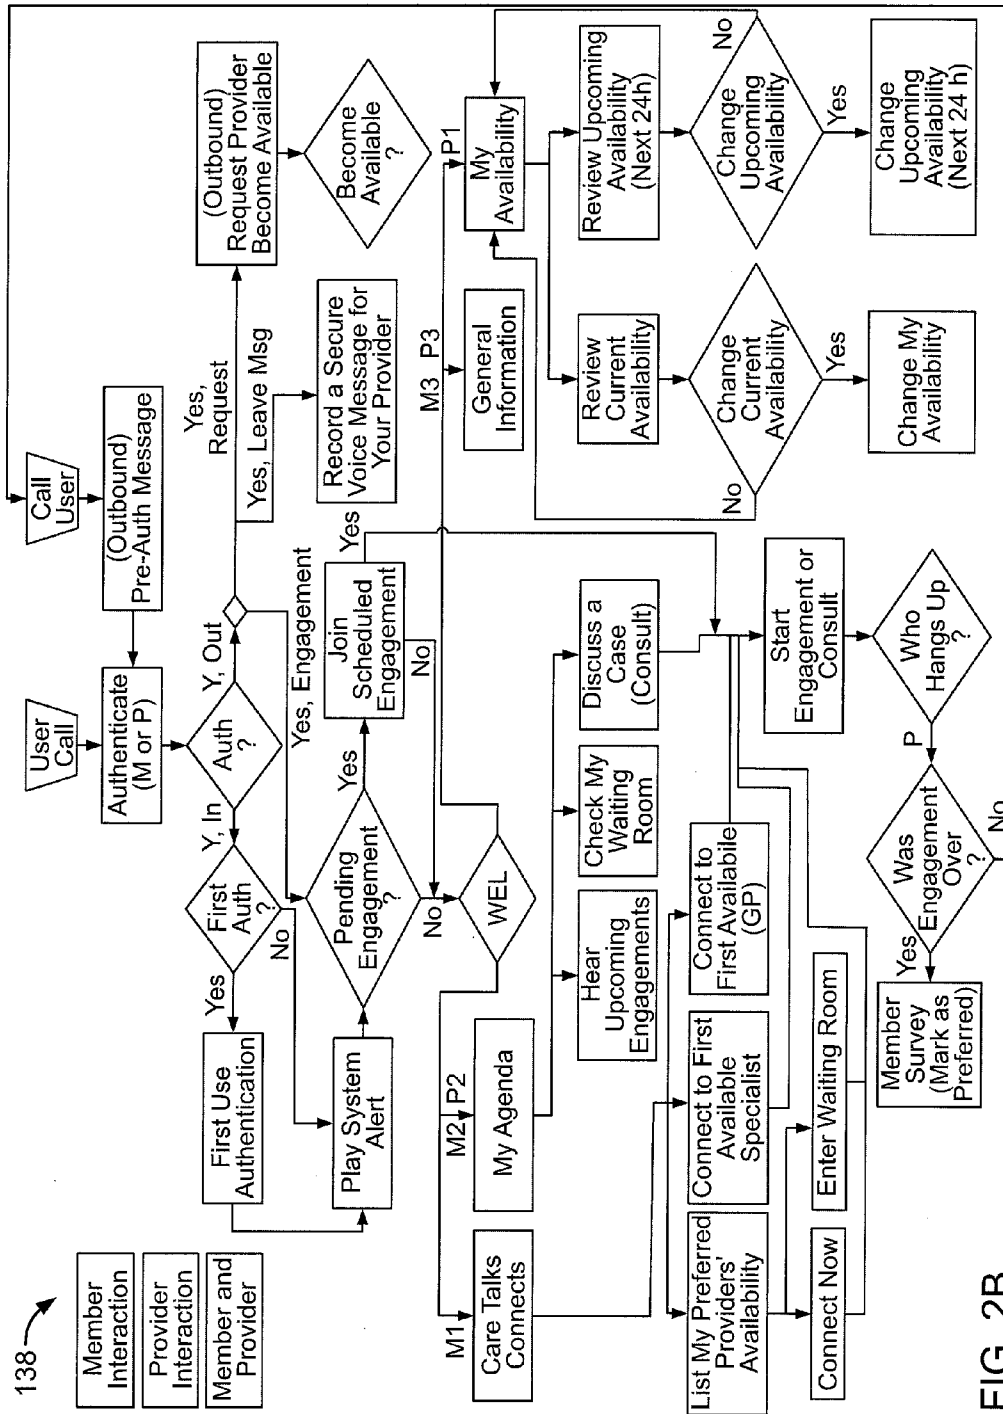 138
Member
Interaction
Provider
Interaction
Member and
Provider
User
Call
Call
User
Authenticate
(M or P)
(Outbound)
Pre-Auth Message
First
Auth
?
Y, In
Auth
?
Y, Out
Yes,
Request
(Outbound)
Request Provider
Become Available
Yes
No
Yes, Leave Msg
First Use
Authentication
Yes, Engagement
Record a Secure
Voice Message for
Your Provider
Become
Available
?
Play System
Alert
Pending
Engagement
?
Yes
Join
Scheduled
Engagement
Yes
No
No
M1
M2
P2
WEL
M3
P3
P1
Care Talks
Connects
My Agenda
General
Information
My
Availability
No
Hear
Upcoming
Engagements
Check My
Waiting
Room
Discuss a
Case
(Consult)
Review
Current
Availability
Review Upcoming
Availability
(Next 24h)
List My Preferred
Providers'
Availability
Connect to First
Available
Specialist
Connect to
First Availabile
(GP)
No
Change
Current
Availability
Change
Upcoming
Availability
Start
Engagement or
Consult
Yes
Yes
Connect Now
Enter Waiting Room
Change My
Availability
Change
Upcoming
Availability
(Next 24 h)
Member
Survey
(Mark as
Preferred)
Yes
Was
Engagement
Over
?
P
Who
Hangs Up
?
No
FIG. 2B